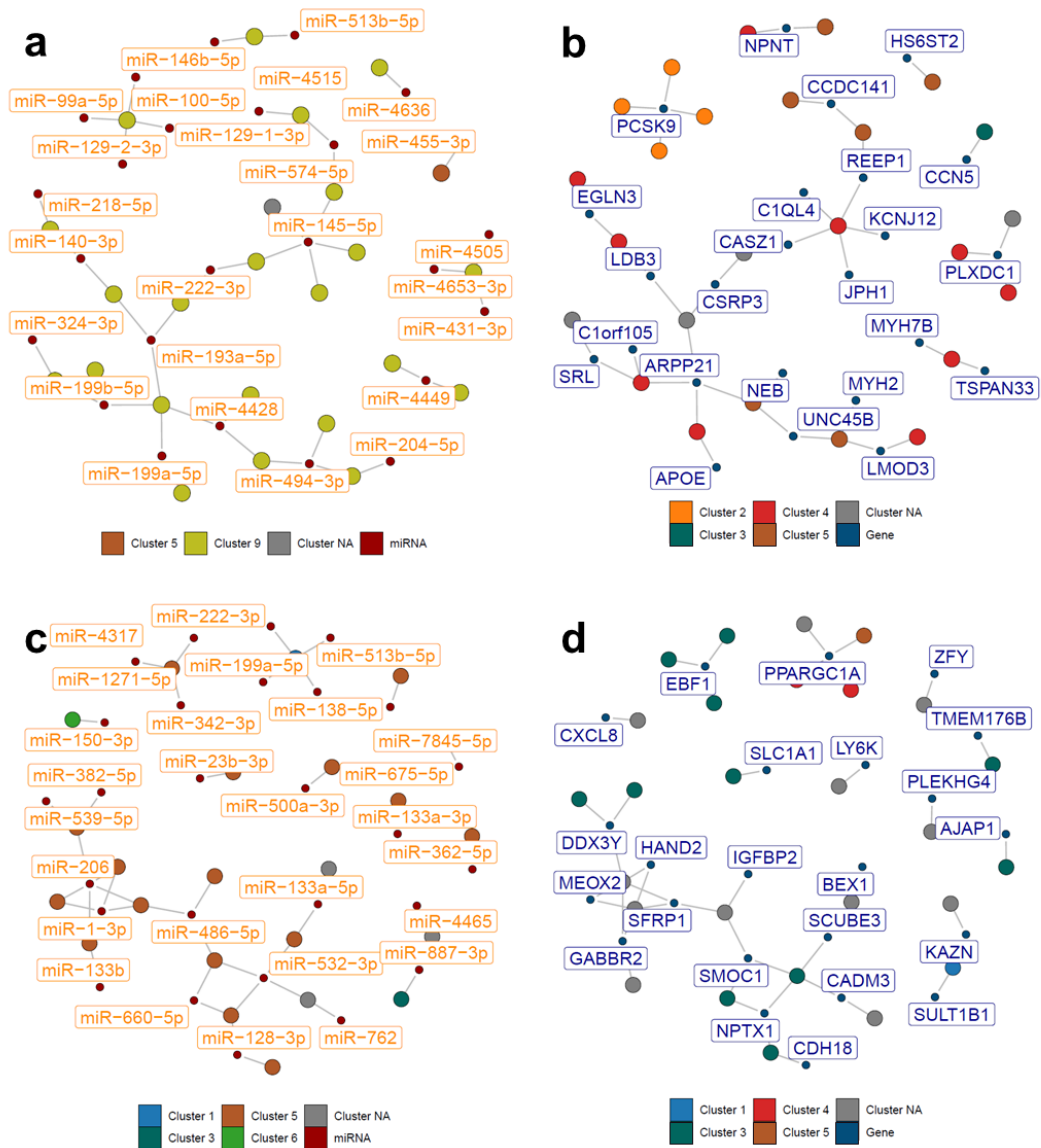 a
miR−513b−5p
miR−146b−5p
miR−4515
miR−99a−5p
miR−100−5p
miR−4636
miR−129−1−3p
miR−129−2−3p
miR−455−3p
miR−574−5p
miR−218−5p
miR−145−5p
miR−140−3p
miR−4505
miR−222−3p
miR−4653−3p
miR−324−3p
miR−431−3p
miR−193a−5p
miR−199b−5p
miR−4449
miR−4428
miR−204−5p
miR−199a−5p
miR−494−3p
Cluster 5
Cluster 9
Cluster NA
miRNA
b
NPNT
HS6ST2
CCDC141
PCSK9
REEP1
CCN5
EGLN3
C1QL4
KCNJ12
CASZ1
LDB3
PLXDC1
JPH1
CSRP3
C1orf105
MYH7B
SRL
ARPP21
NEB
MYH2
TSPAN33
UNC45B
APOE
LMOD3
Cluster 2
Cluster 4
Cluster NA
Cluster 3
Cluster 5
Gene
c
miR−222−3p
miR−4317
miR−199a−5p
miR−513b−5p
miR−1271−5p
miR−138−5p
miR−342−3p
miR−150−3p
miR−7845−5p
miR−23b−3p
miR−382−5p
miR−675−5p
miR−500a−3p
miR−539−5p
miR−133a−3p
miR−362−5p
miR−206
miR−133a−5p
miR−1−3p
miR−4465
miR−486−5p
miR−887−3p
miR−532−3p
miR−133b
miR−660−5p
miR−128−3p
miR−762
Cluster 1
Cluster 5
Cluster NA
Cluster 3
Cluster 6
miRNA
d
ZFY
EBF1
PPARGC1A
CXCL8
TMEM176B
SLC1A1
LY6K
PLEKHG4
DDX3Y
HAND2
IGFBP2
AJAP1
MEOX2
BEX1
SFRP1
SCUBE3
GABBR2
KAZN
SMOC1
CADM3
SULT1B1
NPTX1
CDH18
Cluster 1
Cluster 4
Cluster NA
Cluster 3
Cluster 5
Gene